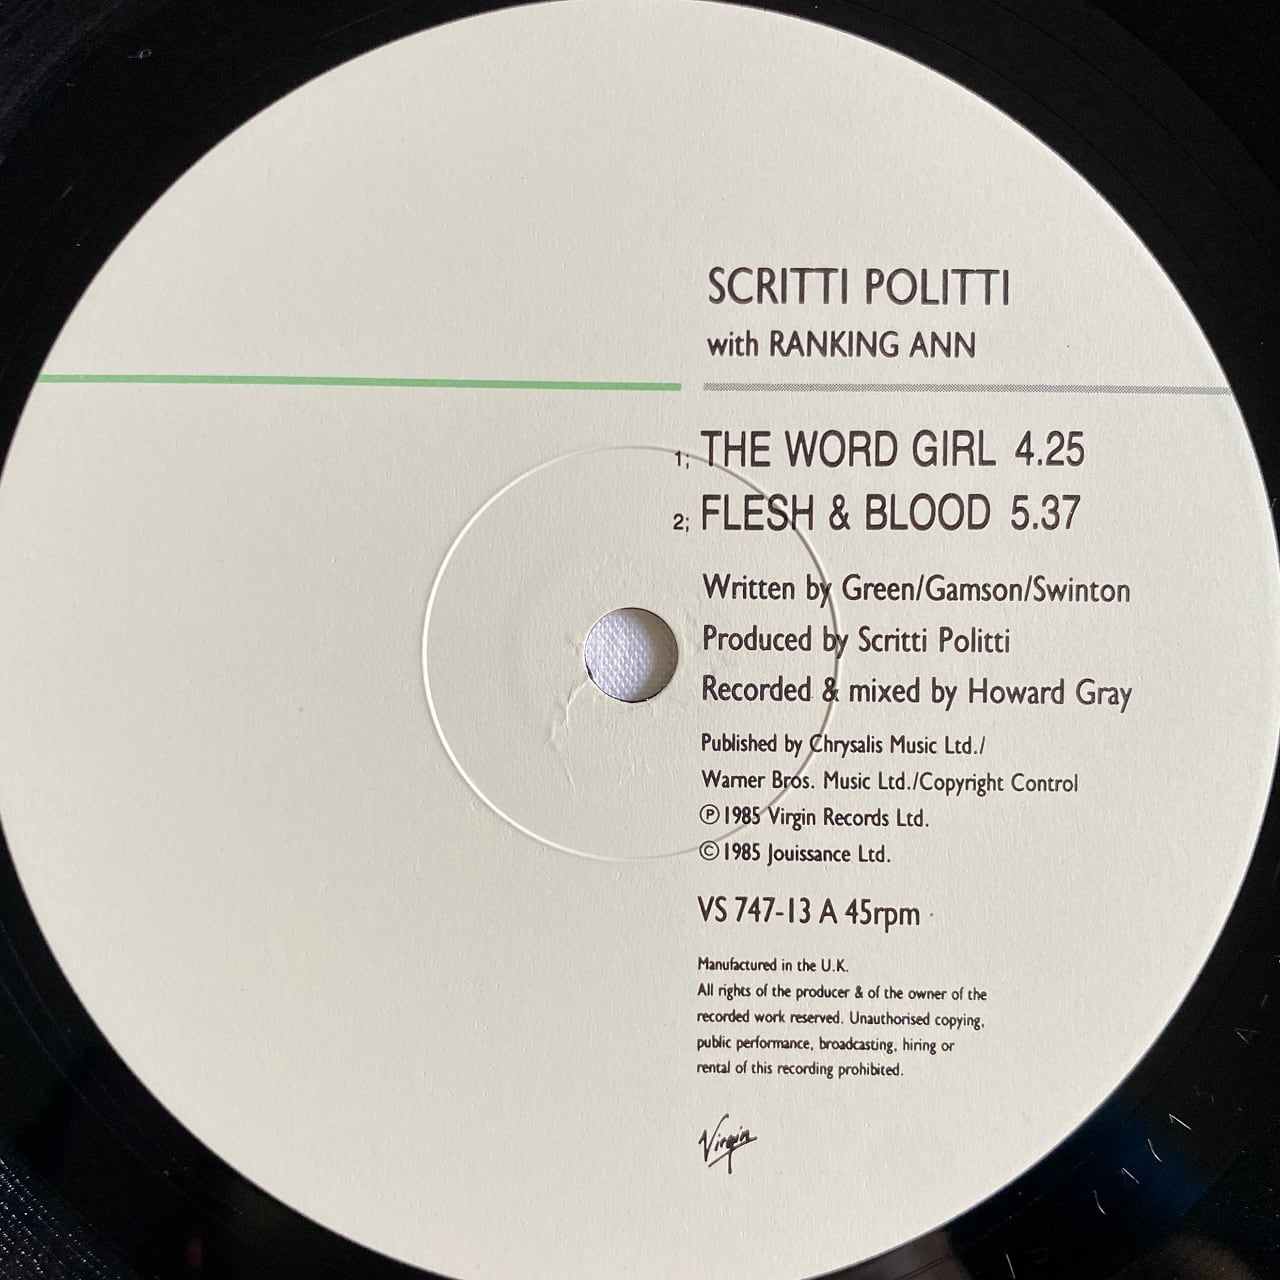 SCRITTI POLITTI
with RANKING ANN
1; THE WORD GIRL 4.25
2; FLESH & BLOOD 5.37
Written by Green/Gamson/Swinton
Produced by Scritti Politti
Recorded & mixed by Howard Gray
Published by Chrysalis Music Ltd./
Warner Bros. Music Ltd./Copyright Control
Ⓟ1985 Virgin Records Ltd.
©1985 Jouissance Ltd.
VS 747-13 A 45rpm
Manufactured in the U.K.
All rights of the producer & of the owner of the
recorded work reserved. Unauthorised copying,
public performance, broadcasting, hiring or
rental of this recording prohibited.
Virgin